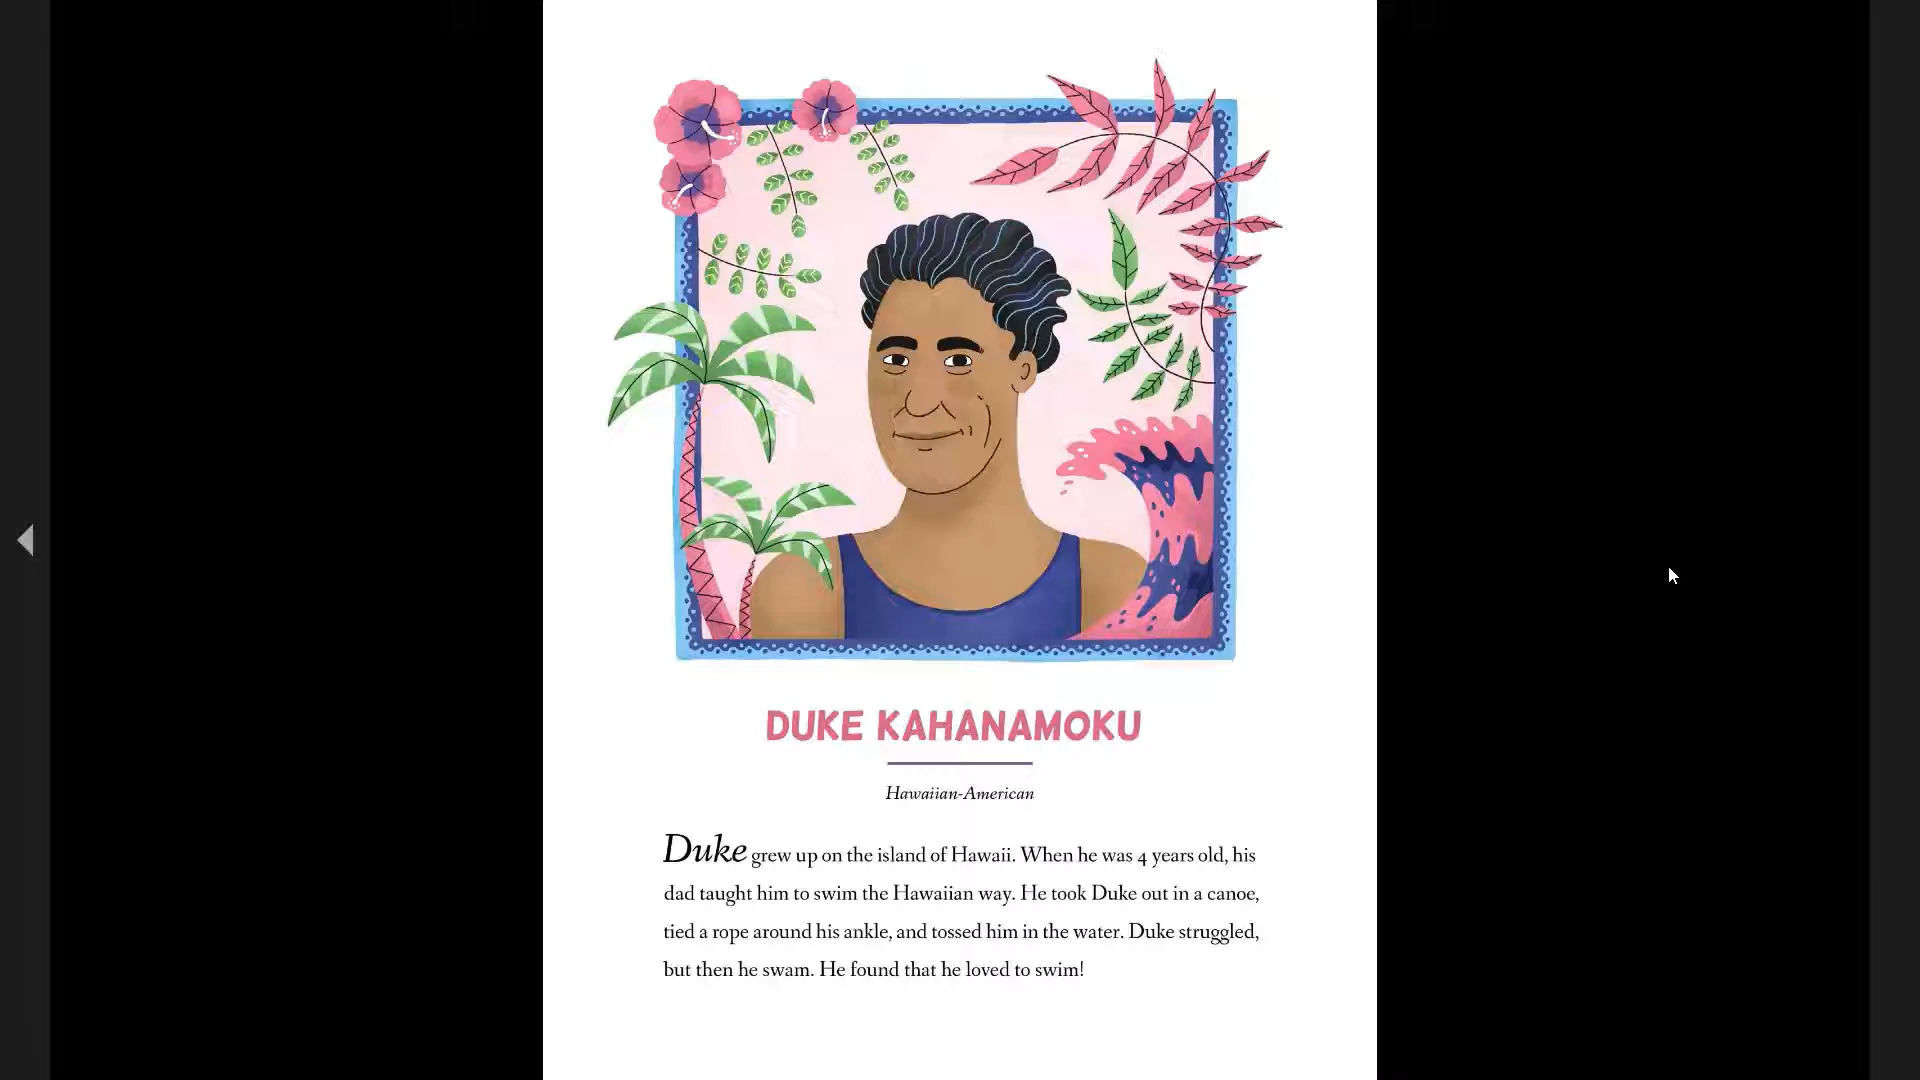 DUKE KAHANAMOKU
Hawaiian-American
Duke grew up on the island of Hawaii. When he was 4 years old, his
dad taught him to swim the Hawaiian way. He took Duke out in a canoe,
tied a rope around his ankle, and tossed him in the water. Duke struggled,
but then he swam. He found that he loved to swim!